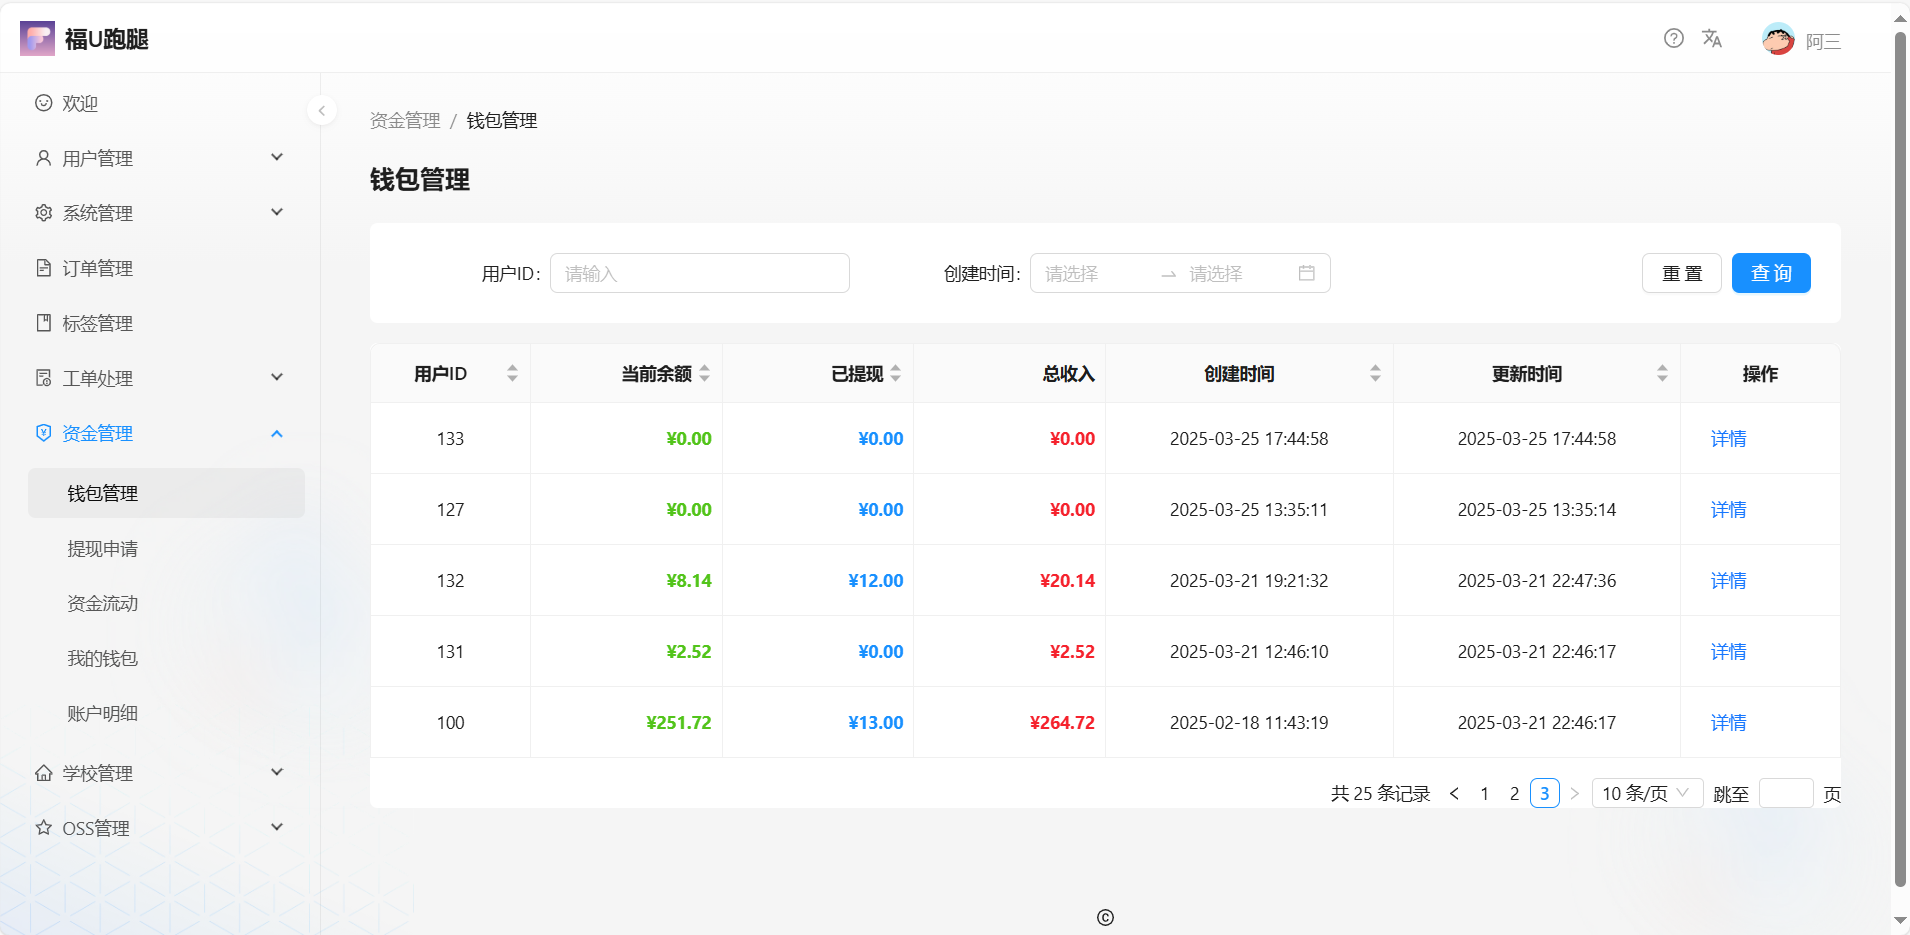 福U跑腿
阿三
欢迎
用户管理
系统管理
订单管理
标签管理
工单处理
资金管理
钱包管理
提现申请
资金流动
我的钱包
账户明细
学校管理
OSS管理
资金管理 / 钱包管理
钱包管理
用户ID: 请输入 创建时间: 请选择 → 请选择 重 置 查 询
用户ID 当前余额 已提现 总收入 创建时间 更新时间 操作
133 ¥0.00 ¥0.00 ¥0.00 2025-03-25 17:44:58 2025-03-25 17:44:58 详情
127 ¥0.00 ¥0.00 ¥0.00 2025-03-25 13:35:11 2025-03-25 13:35:14 详情
132 ¥8.14 ¥12.00 ¥20.14 2025-03-21 19:21:32 2025-03-21 22:47:36 详情
131 ¥2.52 ¥0.00 ¥2.52 2025-03-21 12:46:10 2025-03-21 22:46:17 详情
100 ¥251.72 ¥13.00 ¥264.72 2025-02-18 11:43:19 2025-03-21 22:46:17 详情
共 25 条记录 < 1 2 3 > 10 条/页 跳至 页
©